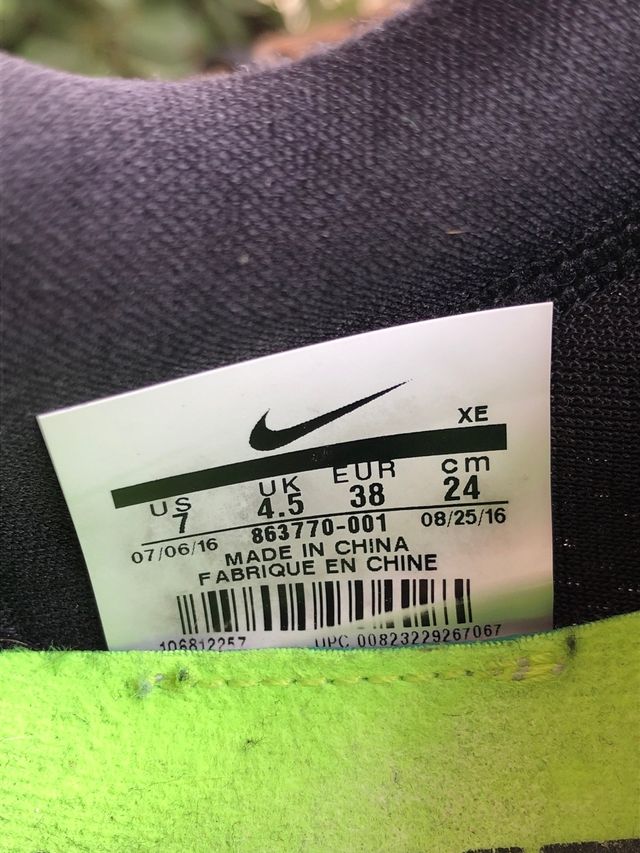 XE
US UK EUR cm
7 4.5 38 24
07/06/16 863770-001 08/25/16
MADE IN CHINA
FABRIQUE EN CHINE
106812257 UPC 00823229267067